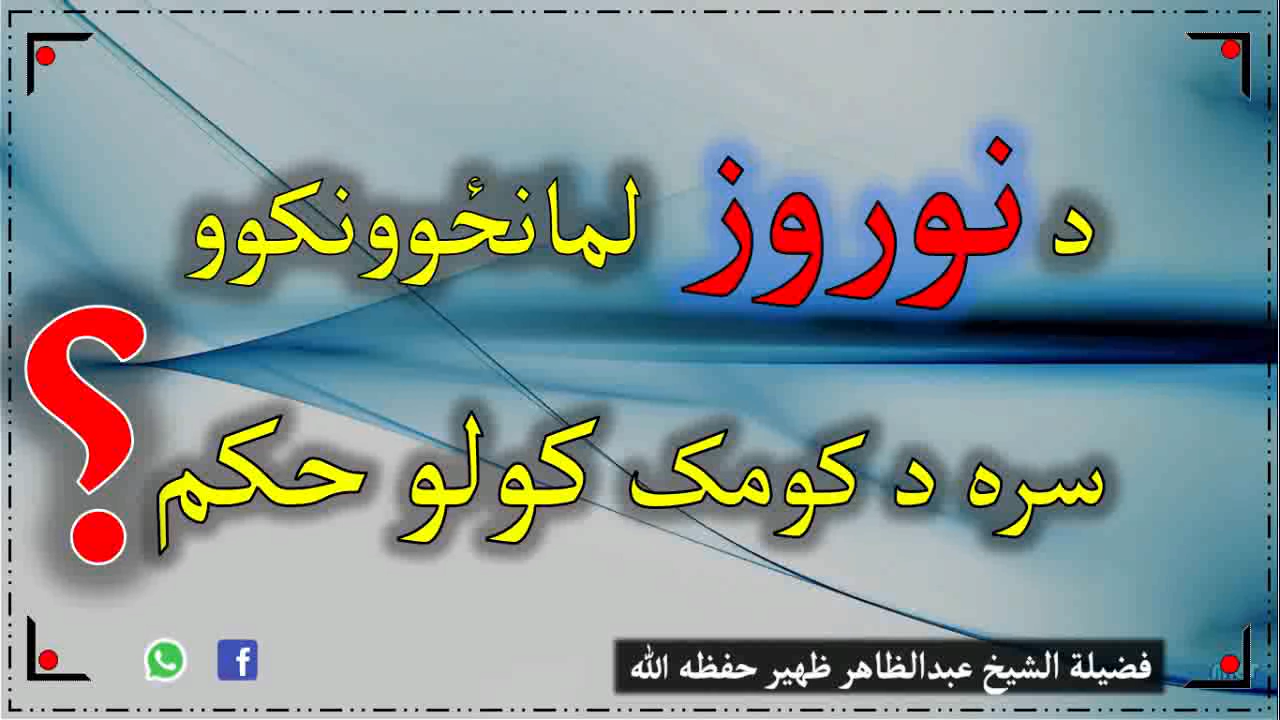 د نوروز لمانځوونکوو
سره د کومک کولو حکم؟
فضیلة الشیخ عبدالظاهر ظهیر حفظه الله